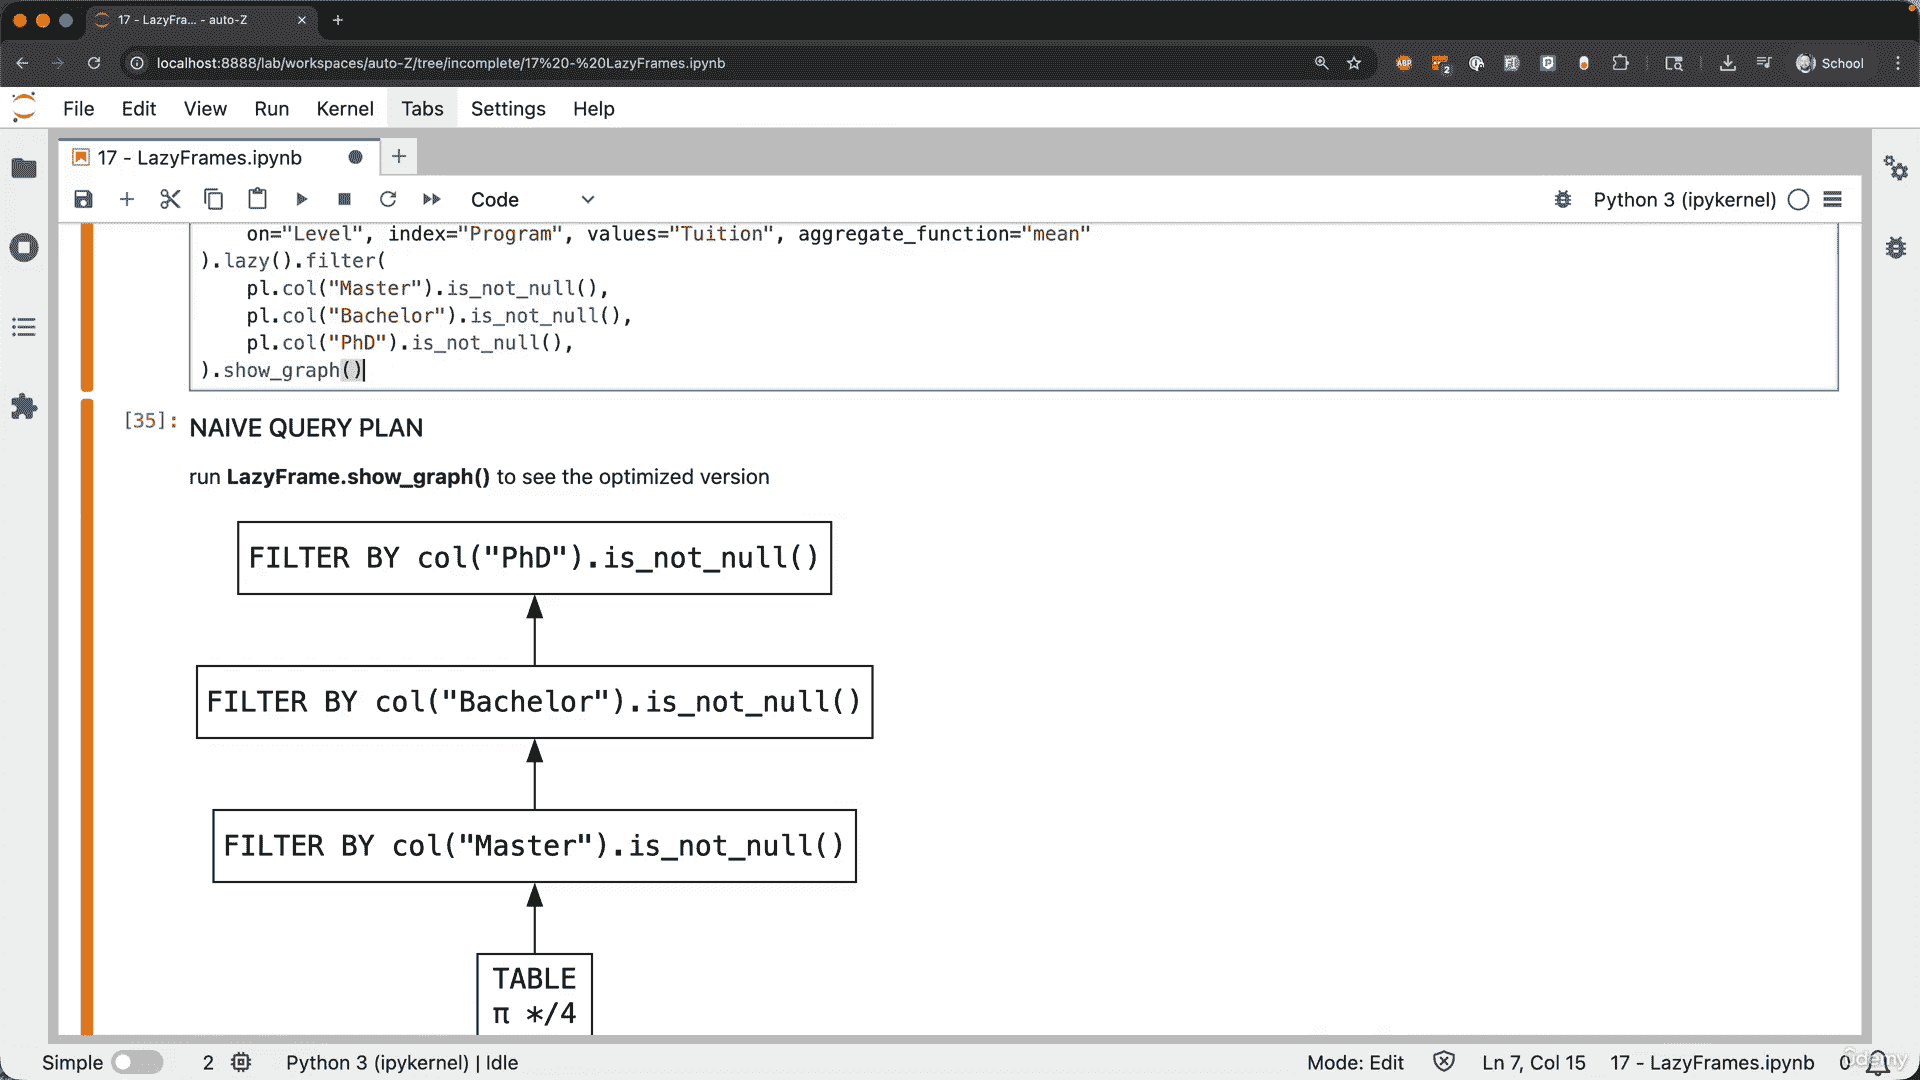 17 - LazyFra... - auto-Z
localhost:8888/lab/workspaces/auto-Z/tree/incomplete/17%20-%20LazyFrames.ipynb
ABP
2
School
File Edit View Run Kernel Tabs Settings Help
17 - LazyFrames.ipynb
Code
Python 3 (ipykernel)
on="Level", index="Program", values="Tuition", aggregate_function="mean"
).lazy().filter(
pl.col("Master").is_not_null(),
pl.col("Bachelor").is_not_null(),
pl.col("PhD").is_not_null(),
).show_graph()
[35]:
NAIVE QUERY PLAN
run LazyFrame.show_graph() to see the optimized version
FILTER BY col("PhD").is_not_null()
FILTER BY col("Bachelor").is_not_null()
FILTER BY col("Master").is_not_null()
TABLE
π */4
Simple 2 Python 3 (ipykernel) | Idle Mode: Edit Ln 7, Col 15 17 - LazyFrames.ipynb 0
udemy